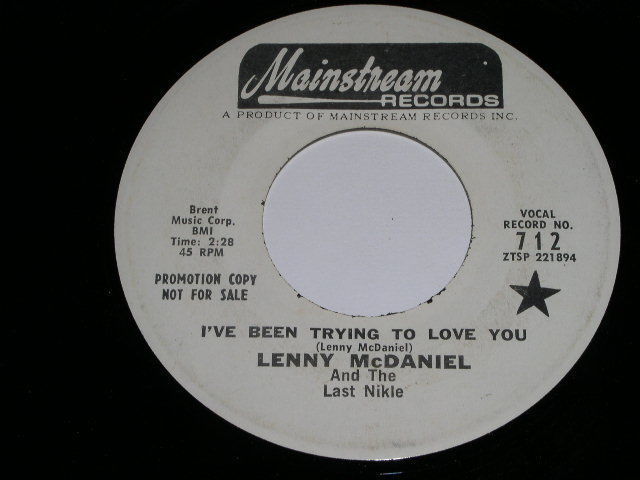 Mainstream
RECORDS
A PRODUCT OF MAINSTREAM RECORDS INC.
Brent
Music Corp.
BMI
Time: 2:28
45 RPM
PROMOTION COPY
NOT FOR SALE
VOCAL
RECORD NO.
712
ZTSP 221894
I'VE BEEN TRYING TO LOVE YOU
(Lenny McDaniel)
LENNY McDANIEL
And The
Last Nikle